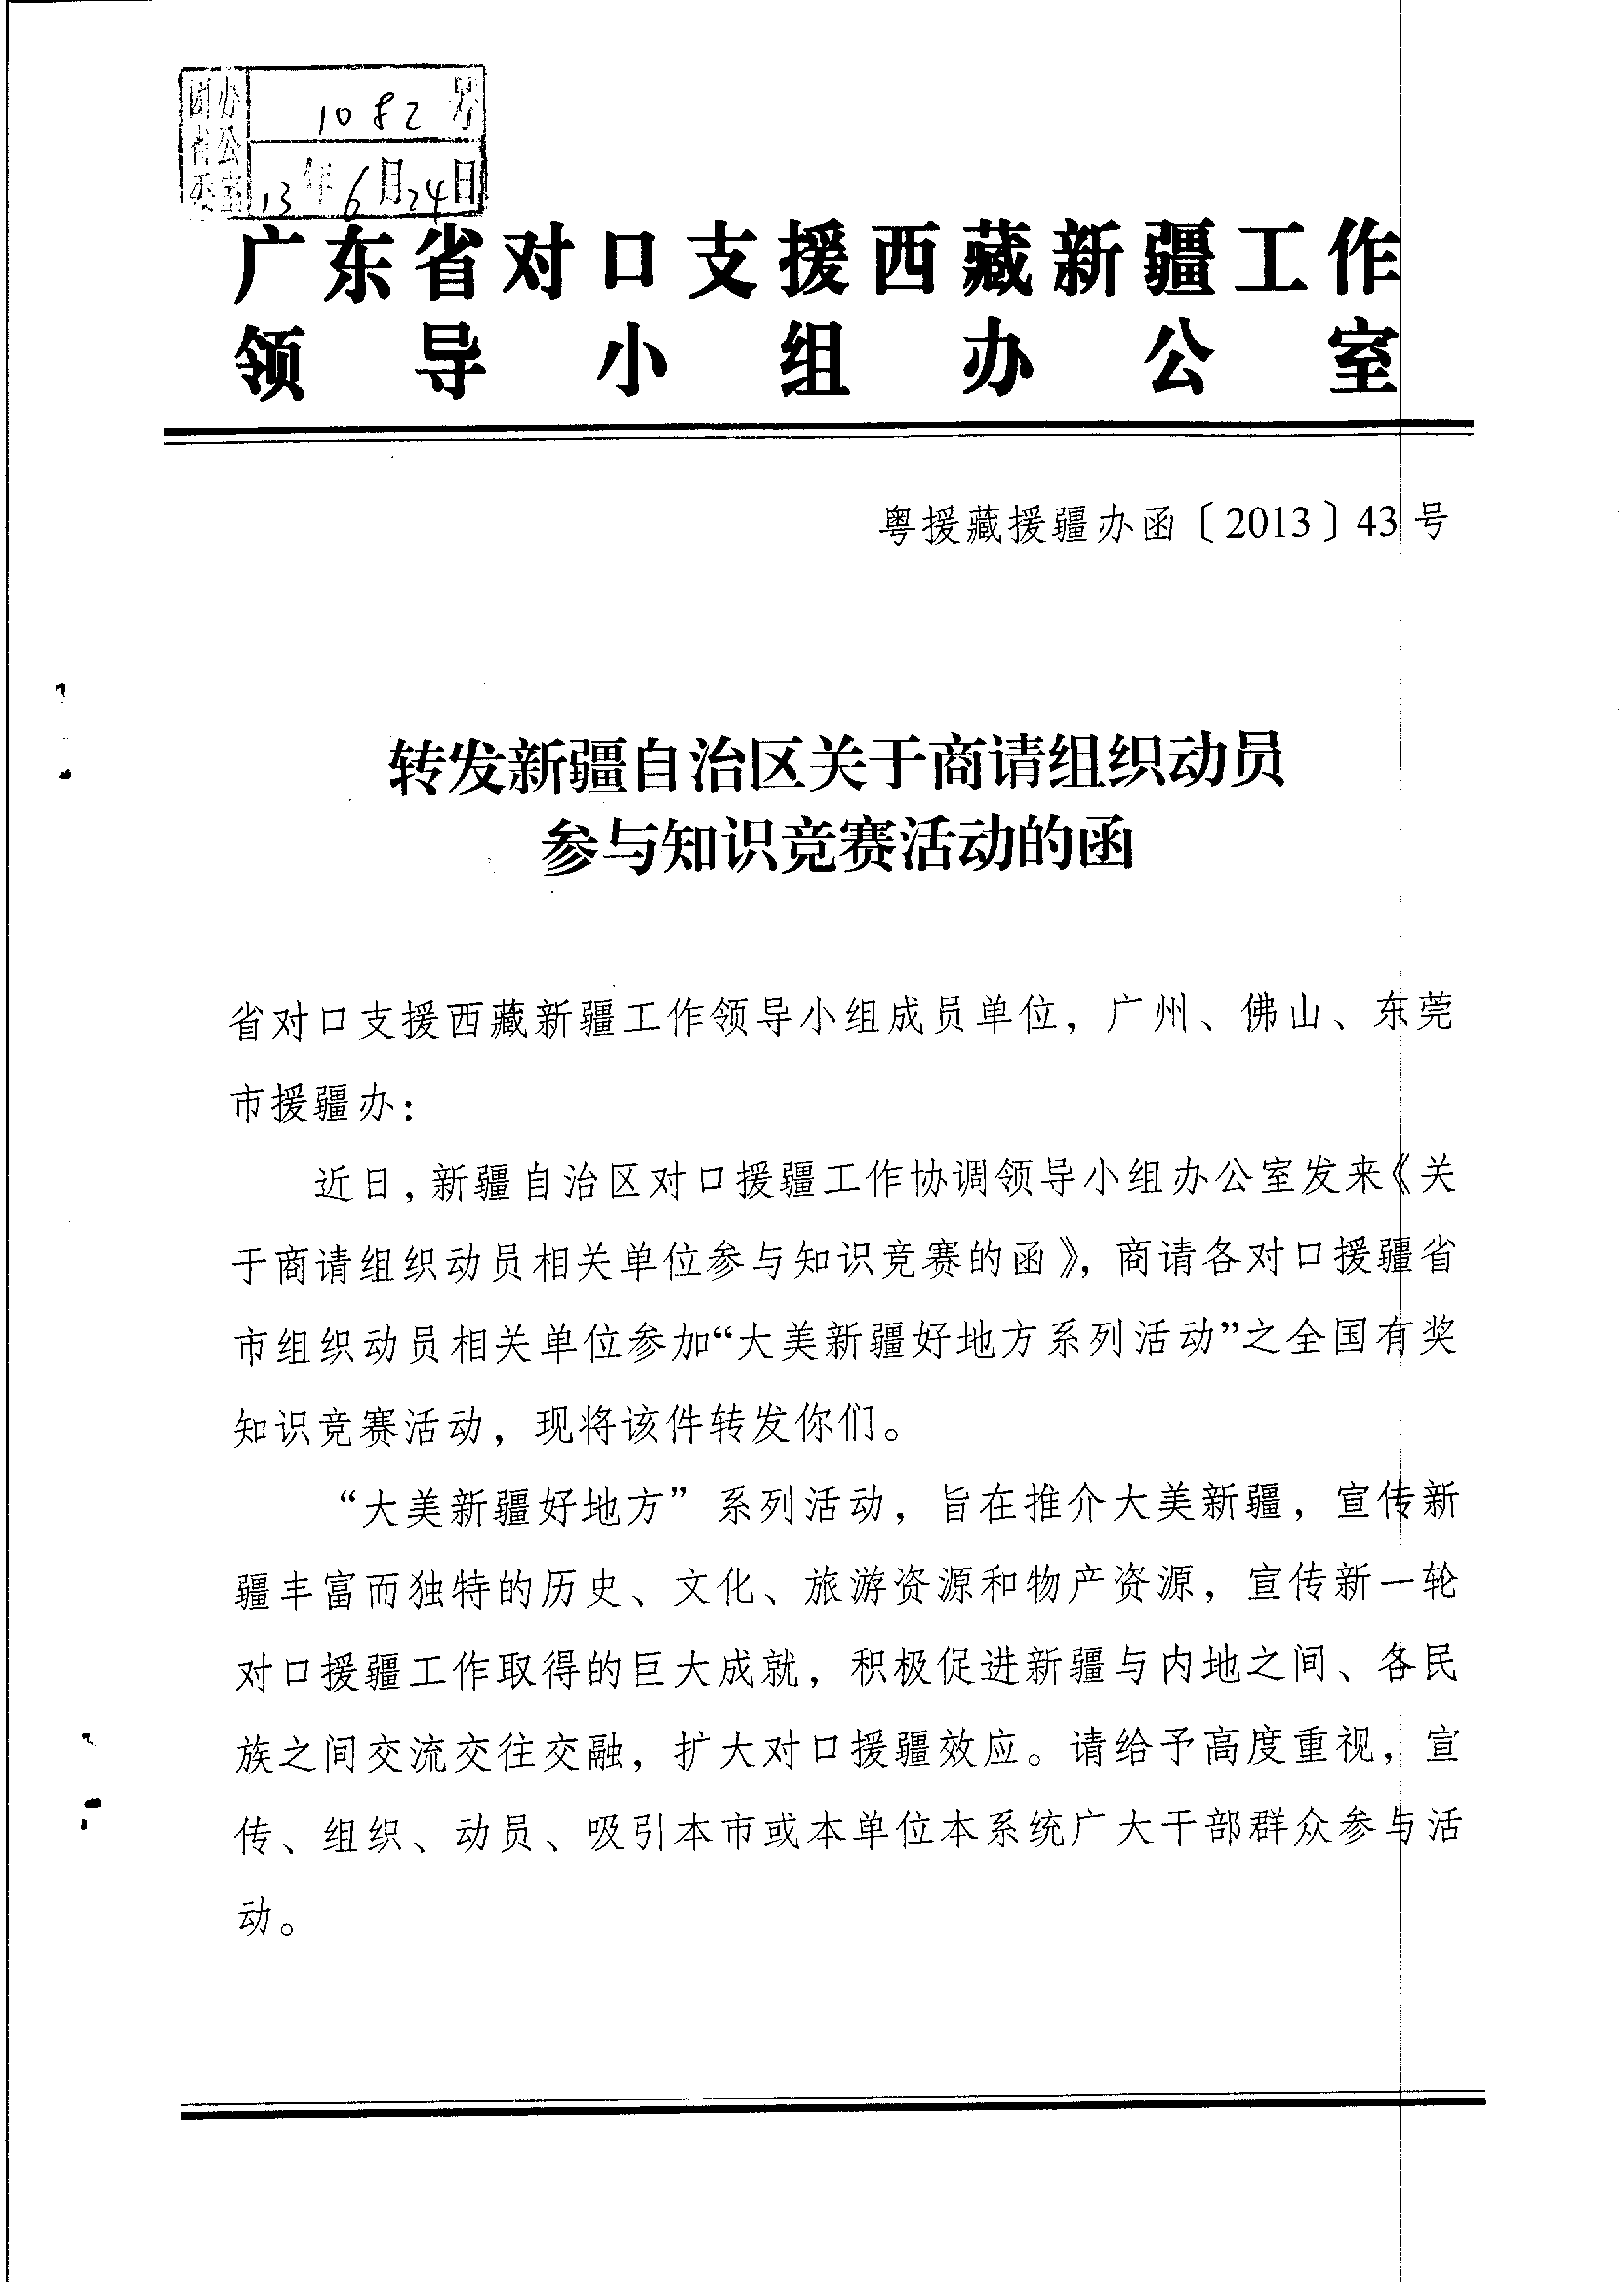 办公室
1082 号
13年6月24日
广东省对口支援西藏新疆工作
领导小组办公室
粤援藏援疆办函〔2013〕43号
转发新疆自治区关于商请组织动员
参与知识竞赛活动的函
省对口支援西藏新疆工作领导小组成员单位，广州、佛山、东莞
市援疆办：
近日，新疆自治区对口援疆工作协调领导小组办公室发来《关
于商请组织动员相关单位参与知识竞赛的函》，商请各对口援疆省
市组织动员相关单位参加“大美新疆好地方系列活动”之全国有奖
知识竞赛活动，现将该件转发你们。
“大美新疆好地方”系列活动，旨在推介大美新疆，宣传新
疆丰富而独特的历史、文化、旅游资源和物产资源，宣传新一轮
对口援疆工作取得的巨大成就，积极促进新疆与内地之间、各民
族之间交流交往交融，扩大对口援疆效应。请给予高度重视，宣
传、组织、动员、吸引本市或本单位本系统广大干部群众参与活
动。